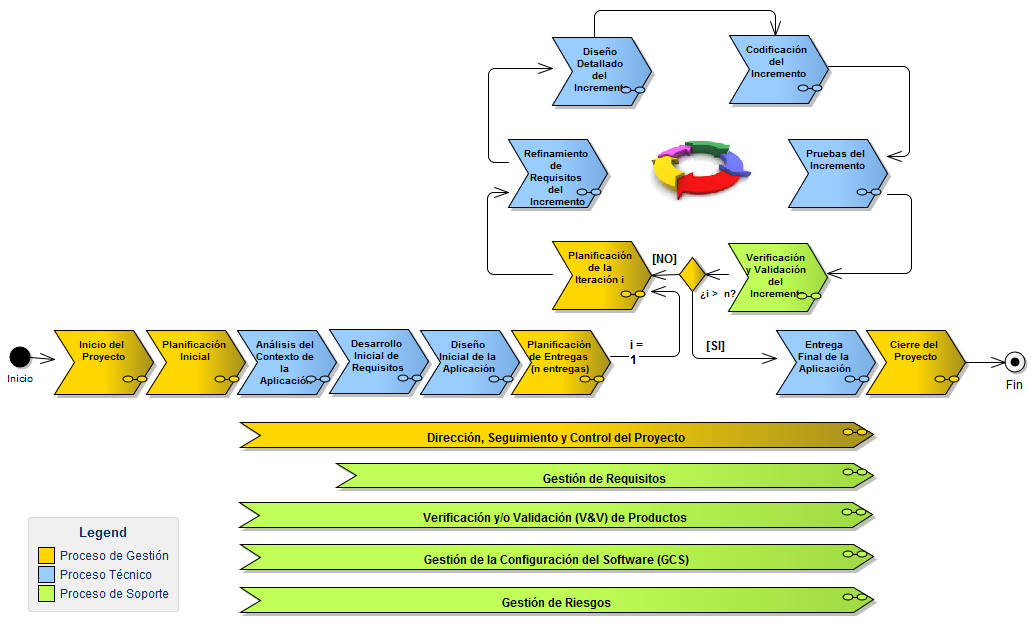 Diseño
Detallado
del
Incremento
Codificación
del
Incremento
Refinamiento
de
Requisitos
del
Incremento
Pruebas del
Incremento
Planificación
de la
Iteración i
[NO]
¿i > n?
Verificación
y Validación
del
Incremento
Inicio
Inicio del
Proyecto
Planificación
Inicial
Análisis del
Contexto de
la
Aplicación
Desarrollo
Inicial de
Requisitos
Diseño
Inicial de la
Aplicación
Planificación
de Entregas
(n entregas)
i =
1
[SI]
Entrega
Final de la
Aplicación
Cierre del
Proyecto
Fin
Dirección, Seguimiento y Control del Proyecto
Gestión de Requisitos
Verificación y/o Validación (V&V) de Productos
Gestión de la Configuración del Software (GCS)
Gestión de Riesgos
Legend
Proceso de Gestión
Proceso Técnico
Proceso de Soporte